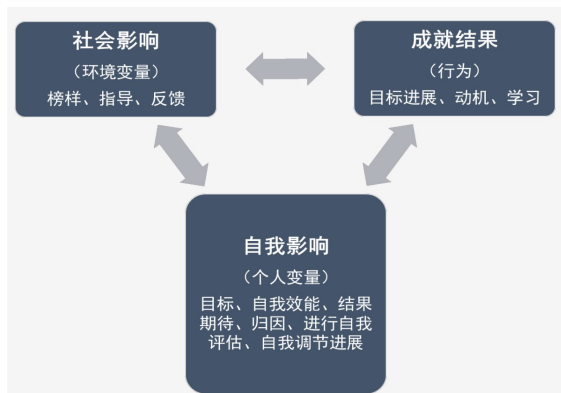 社会影响
（环境变量）
榜样、指导、反馈
成就结果
（行为）
目标进展、动机、学习
自我影响
（个人变量）
目标、自我效能、结果
期待、归因、进行自我
评估、自我调节进展